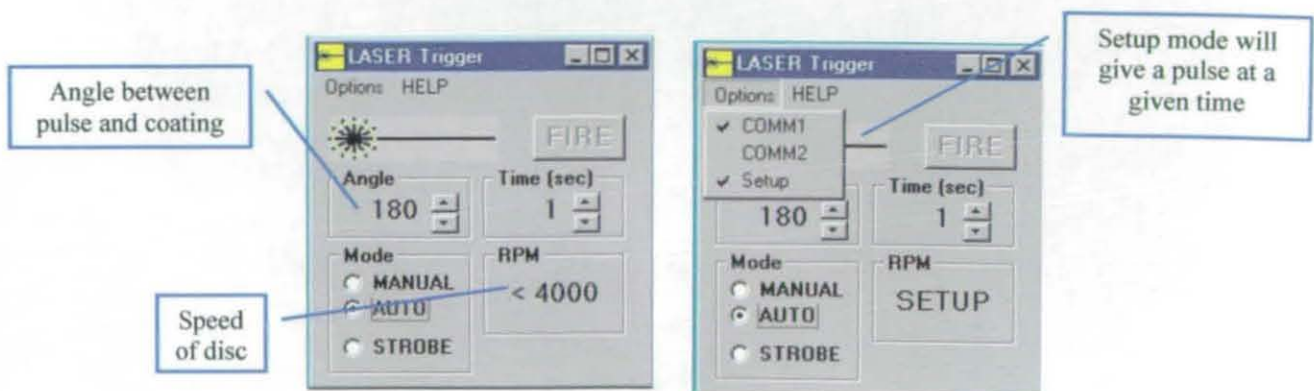 Angle between
pulse and coating
Speed
of disc
LASER Trigger
Options HELP
FIRE
Angle
180
Time (sec)
1
Mode
MANUAL
AUTO
STROBE
RPM
< 4000
LASER Trigger
Options HELP
COMM1
COMM2
Setup
FIRE
180
Time (sec)
1
Mode
MANUAL
AUTO
STROBE
RPM
SETUP
Setup mode will
give a pulse at a
given time